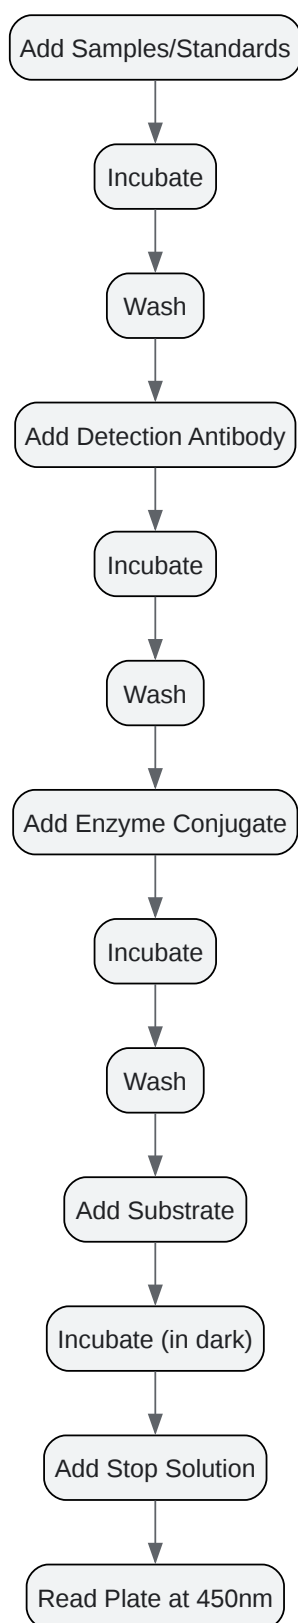 Add Samples/Standards
Incubate
Wash
Add Detection Antibody
Incubate
Wash
Add Enzyme Conjugate
Incubate
Wash
Add Substrate
Incubate (in dark)
Add Stop Solution
Read Plate at 450nm